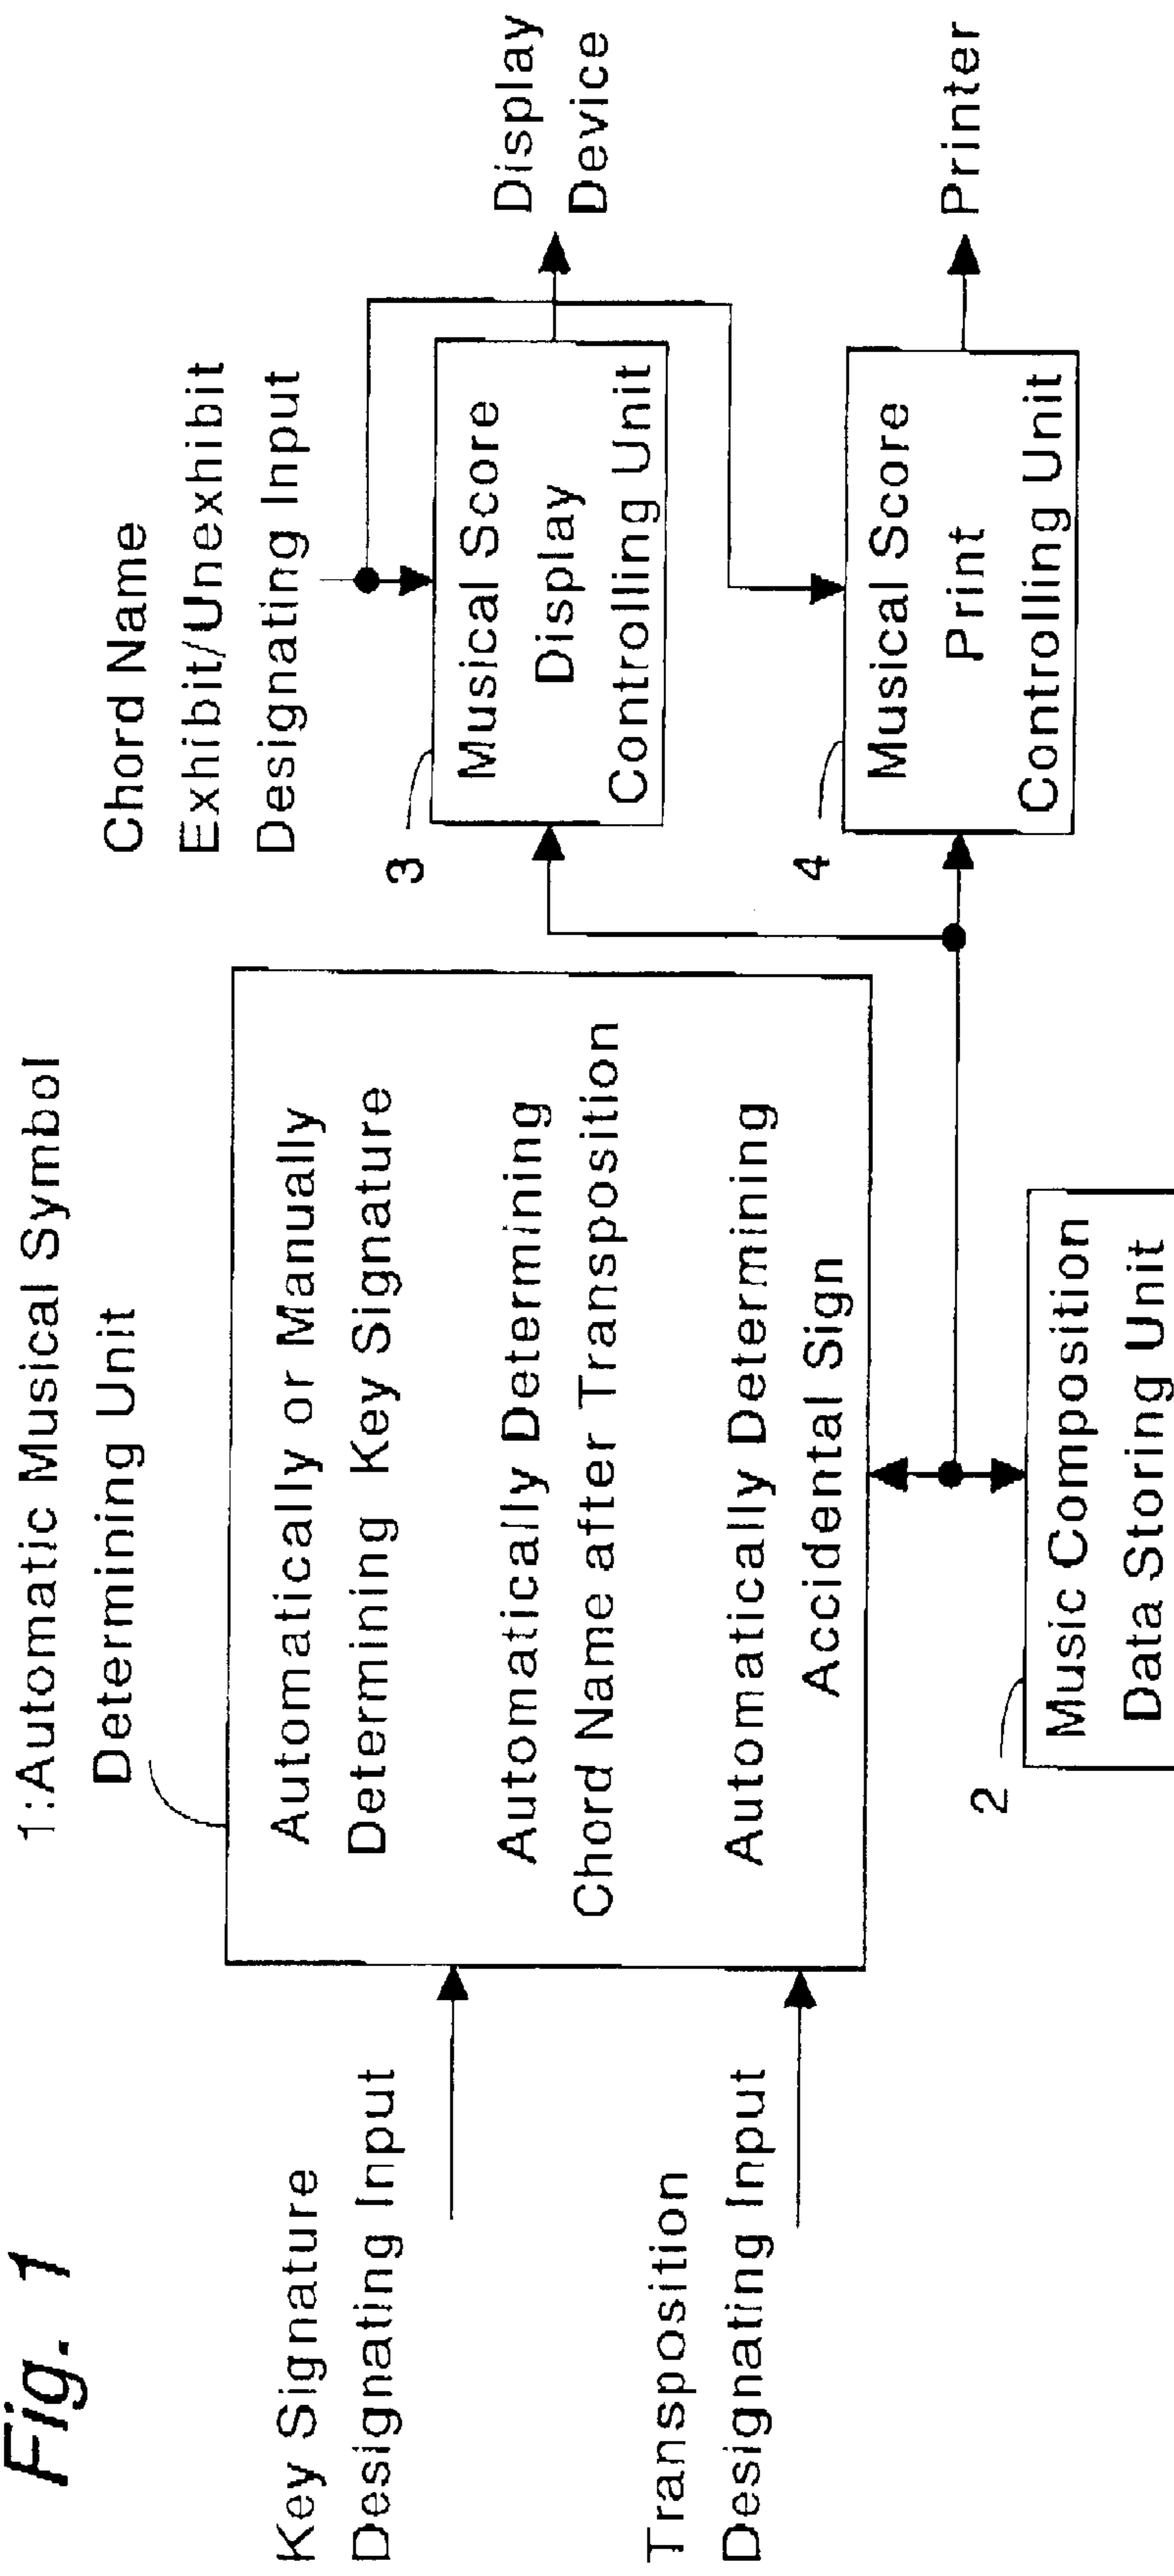 Fig. 1
1:Automatic Musical Symbol
Determining Unit
Key Signature
Designating Input
Transposition
Designating Input
Automatically or Manually
Determining Key Signature
Automatically Determining
Chord Name after Transposition
Automatically Determining
Accidental Sign
2
Music Composition
Data Storing Unit
Chord Name
Exhibit/Unexhibit
Designating Input
3
Musical Score
Display
Controlling Unit
Display
Device
4
Musical Score
Print
Controlling Unit
Printer